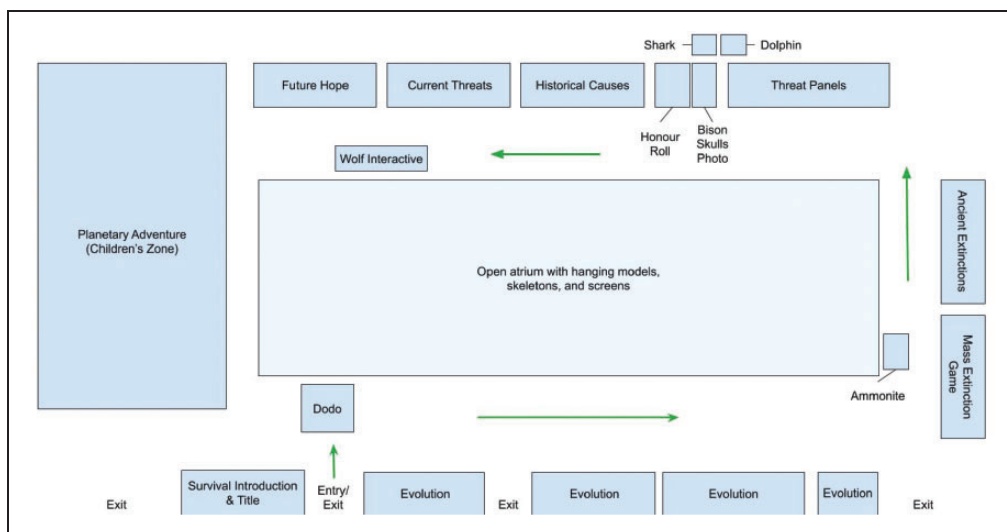 Shark
Dolphin
Future Hope
Current Threats
Historical Causes
Threat Panels
Honour
Roll
Bison
Skulls
Photo
Wolf Interactive
Planetary Adventure
(Children's Zone)
Open atrium with hanging models,
skeletons, and screens
Ancient Extinctions
Mass Extinction
Game
Ammonite
Dodo
Survival Introduction
& Title
Entry/
Exit
Evolution
Evolution
Evolution
Evolution
Exit
Exit
Exit